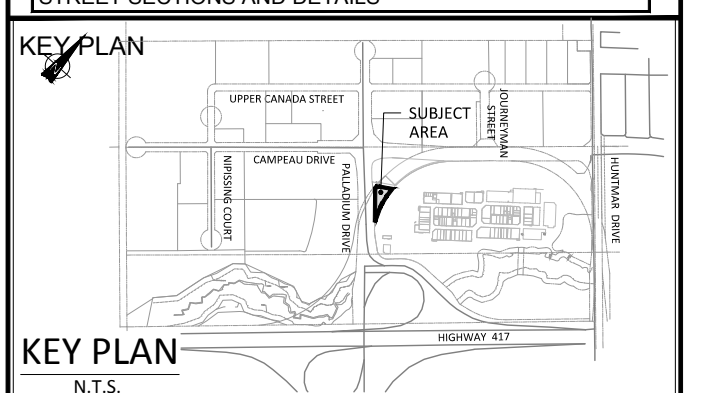 STREET SECTIONS AND DETAILS
KEY PLAN
UPPER CANADA STREET
SUBJECT
AREA
JOURNEYMAN
STREET
CAMPEAU DRIVE
NIPISSING COURT
PALLADIUM DRIVE
HUNTMAR DRIVE
HIGHWAY 417
KEY PLAN
N.T.S.